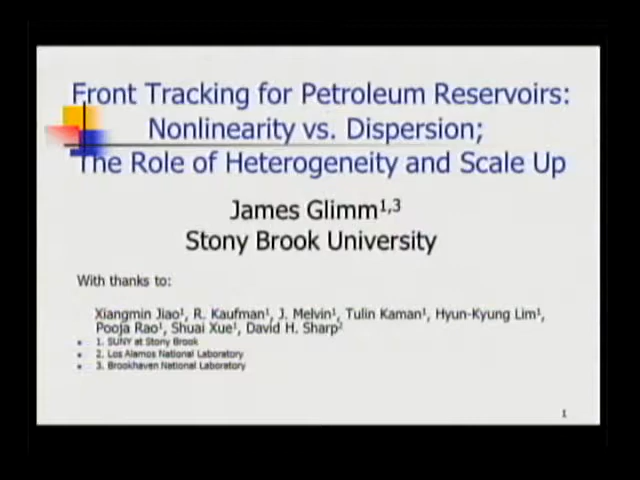 Front Tracking for Petroleum Reservoirs:
Nonlinearity vs. Dispersion;
The Role of Heterogeneity and Scale Up
James Glimm¹,³
Stony Brook University
With thanks to:
Xiangmin Jiao¹, R. Kaufman¹, J. Melvin¹, Tulin Kaman¹, Hyun-Kyung Lim¹,
Pooja Rao¹, Shuai Xue¹, David H. Sharp²
▪ 1. SUNY at Stony Brook
▪ 2. Los Alamos National Laboratory
▪ 3. Brookhaven National Laboratory
1